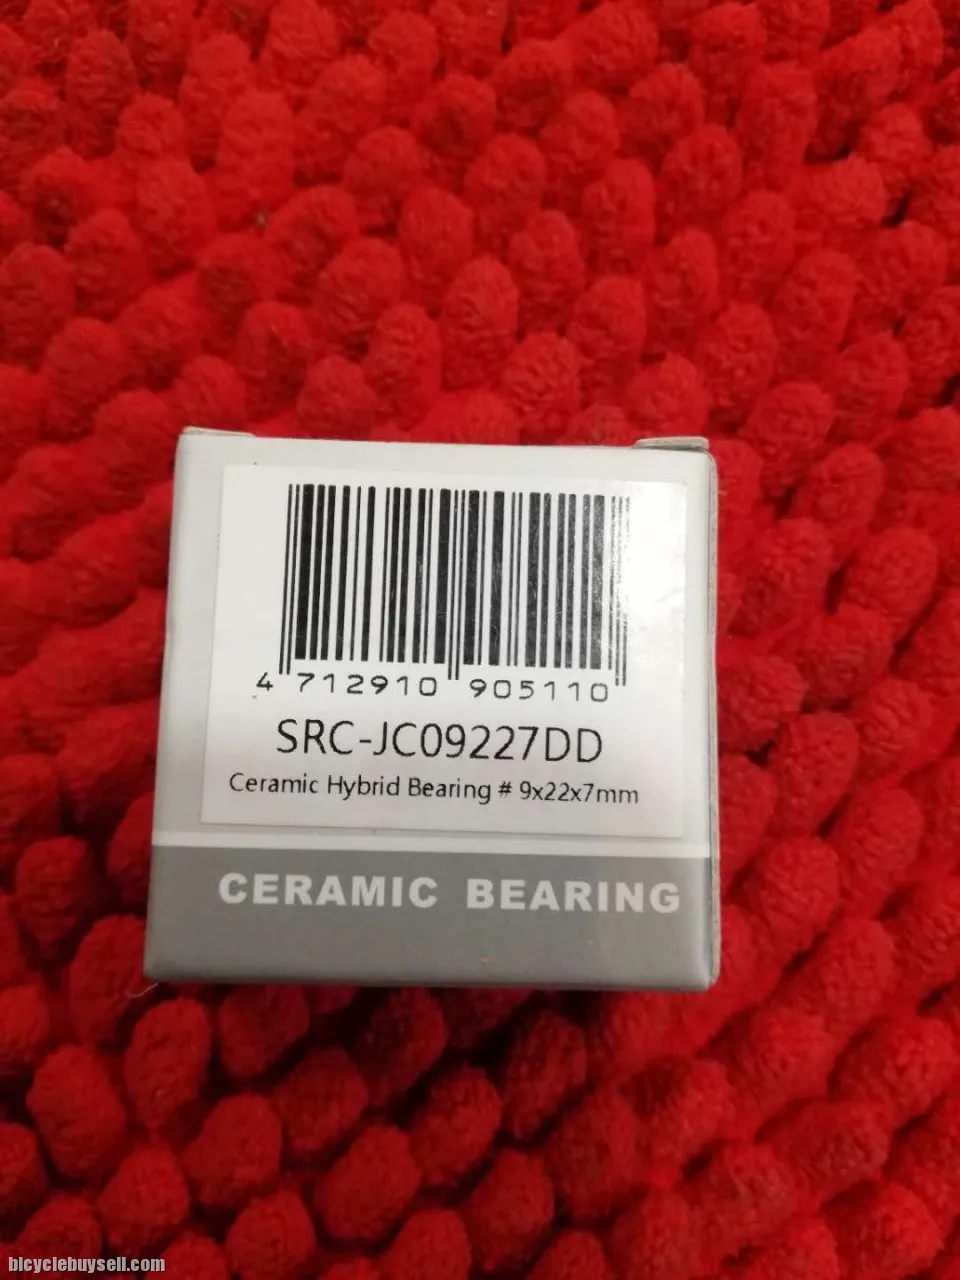 4 712910 905110
SRC-JC09227DD
Ceramic Hybrid Bearing # 9x22x7mm
CERAMIC BEARING
bicyclebuysell.com